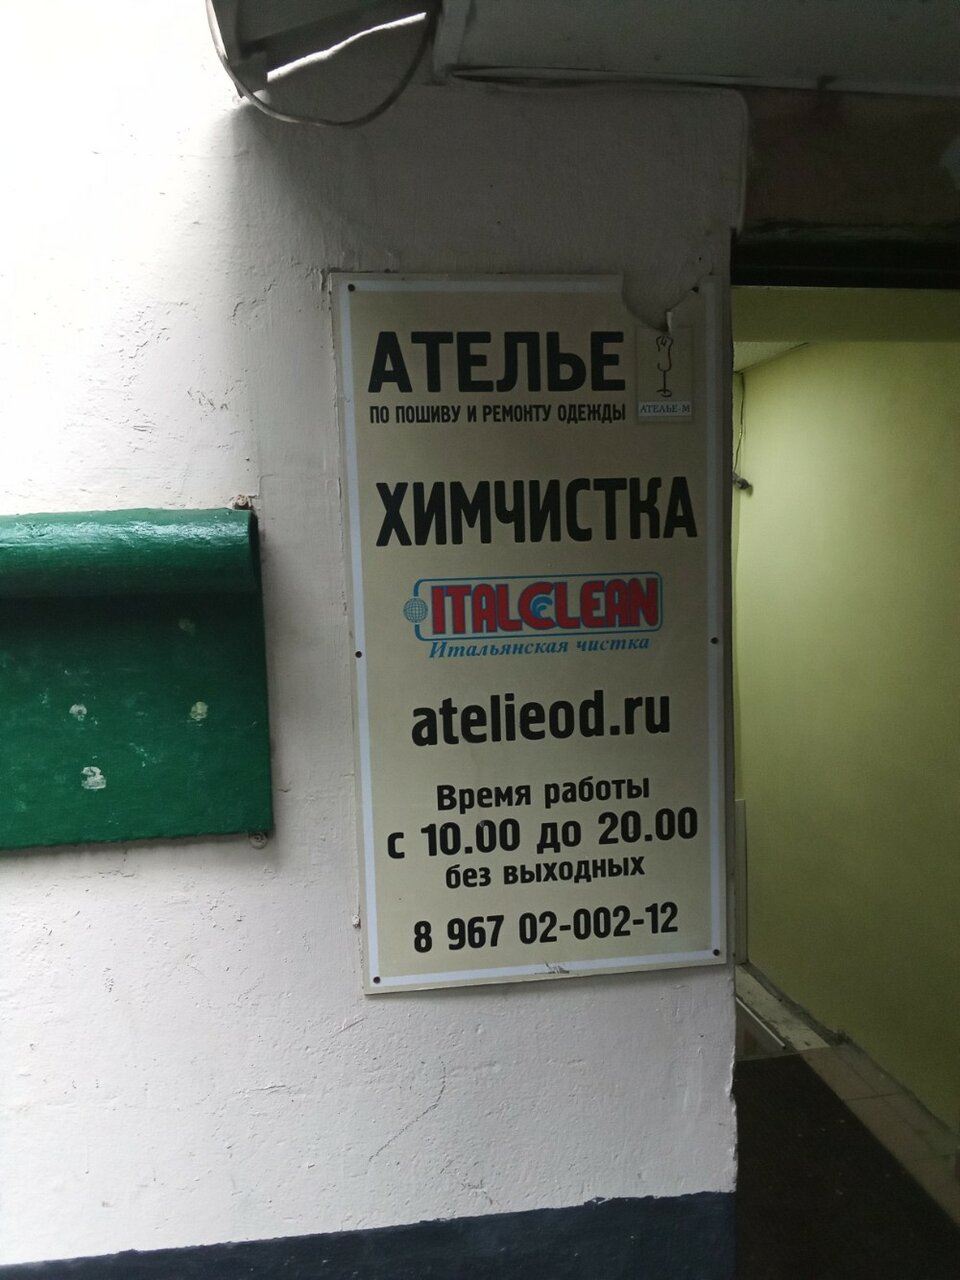 АТЕЛЬЕ
ПО ПОШИВУ И РЕМОНТУ ОДЕЖДЫ
АТЕЛЬЕ-М
ХИМЧИСТКА
ITALCLEAN
Итальянская чистка
atelieod.ru
Время работы
с 10.00 до 20.00
без выходных
8 967 02-002-12